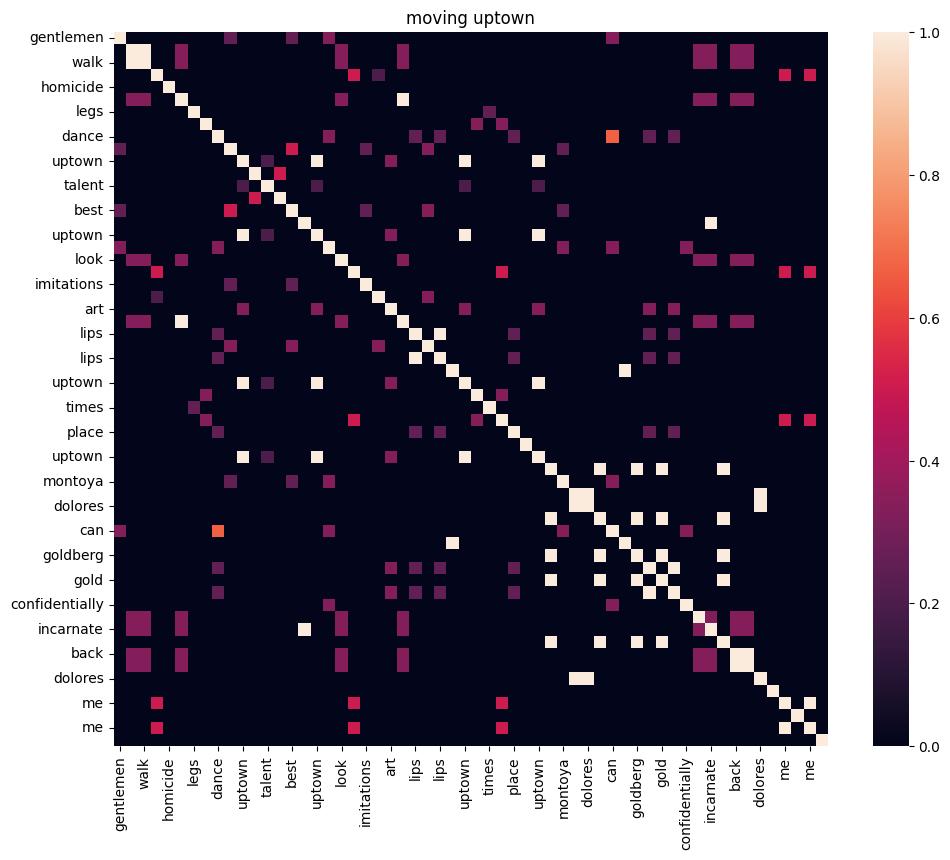 moving uptown
gentlemen
walk
homicide
legs
dance
uptown
talent
best
uptown
look
imitations
art
lips
lips
uptown
times
place
uptown
montoya
dolores
can
goldberg
gold
confidentially
incarnate
back
dolores
me
me
1.0
0.8
0.6
0.4
0.2
0.0
gentlemen
walk
homicide
legs
dance
uptown
talent
best
uptown
look
imitations
art
lips
lips
uptown
times
place
uptown
montoya
dolores
can
goldberg
gold
confidentially
incarnate
back
dolores
me
me